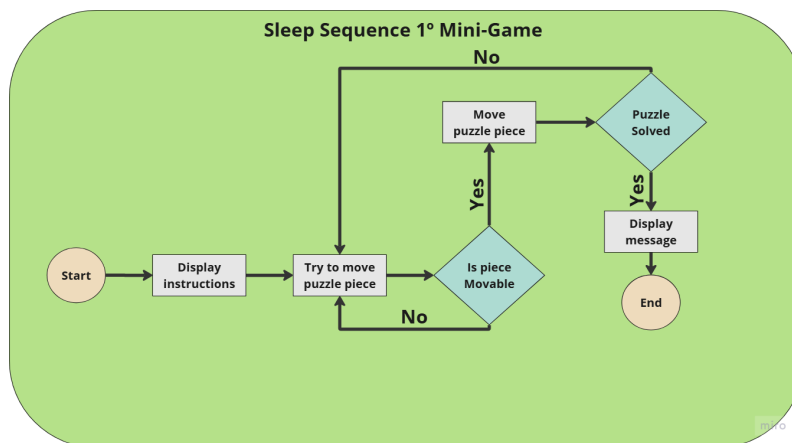 Sleep Sequence 1º Mini-Game
No
Move
puzzle piece
Puzzle
Solved
Yes
Yes
Display
message
Start
Display
instructions
Try to move
puzzle piece
Is piece
Movable
End
No
miro